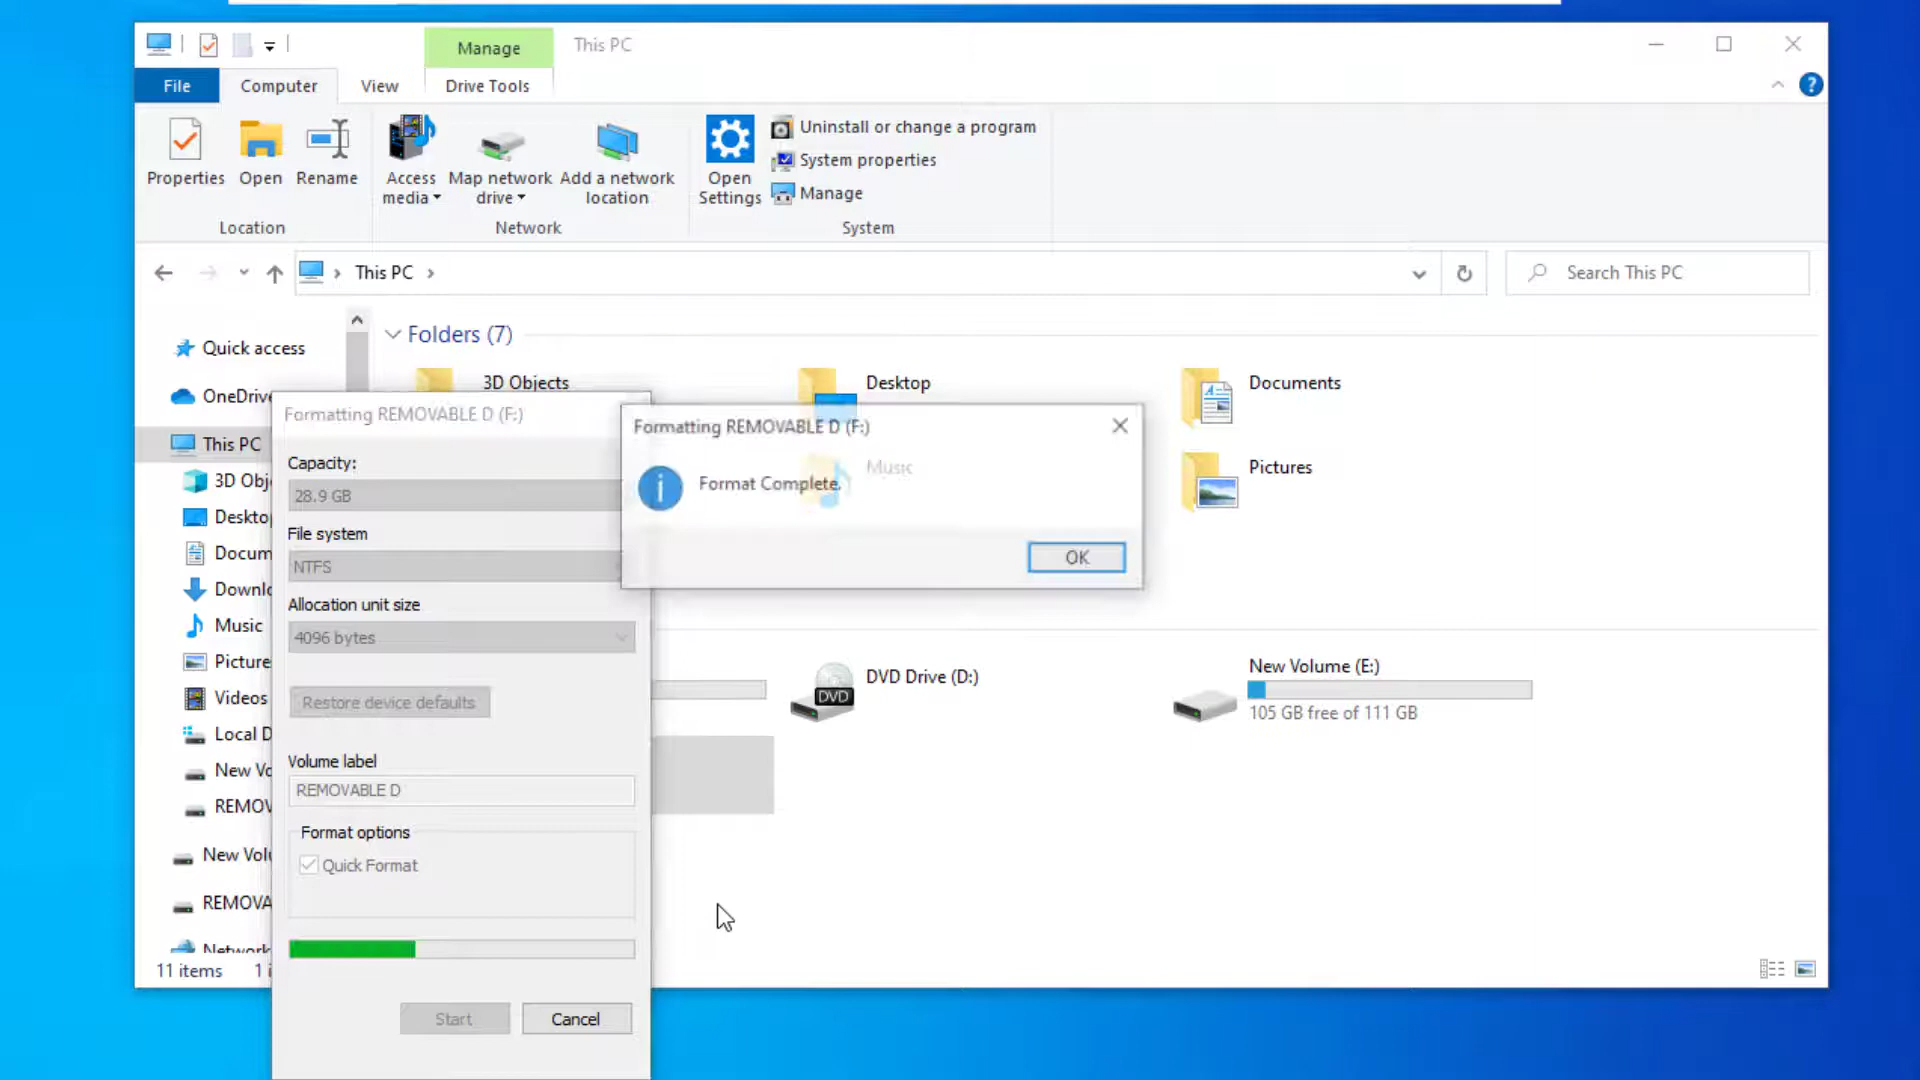 Manage
This PC
File
Computer
View
Drive Tools
Properties
Open
Rename
Access media
Map network drive
Add a network location
Open Settings
Uninstall or change a program
System properties
Manage
Location
Network
System
This PC
Search This PC
Quick access
OneDrive
This PC
3D Obj
Desktop
Docum
Downlo
Music
Picture
Videos
Local D
New Vo
REMOV
New Volu
REMOVA
Network
11 items
1 i
Folders (7)
3D Objects
Desktop
Documents
Music
Pictures
DVD
DVD Drive (D:)
New Volume (E:)
105 GB free of 111 GB
Formatting REMOVABLE D (F:)
Capacity:
28.9 GB
File system
NTFS
Allocation unit size
4096 bytes
Restore device defaults
Volume label
REMOVABLE D
Format options
Quick Format
Start
Cancel
Formatting REMOVABLE D (F:)
Format Complete.
OK